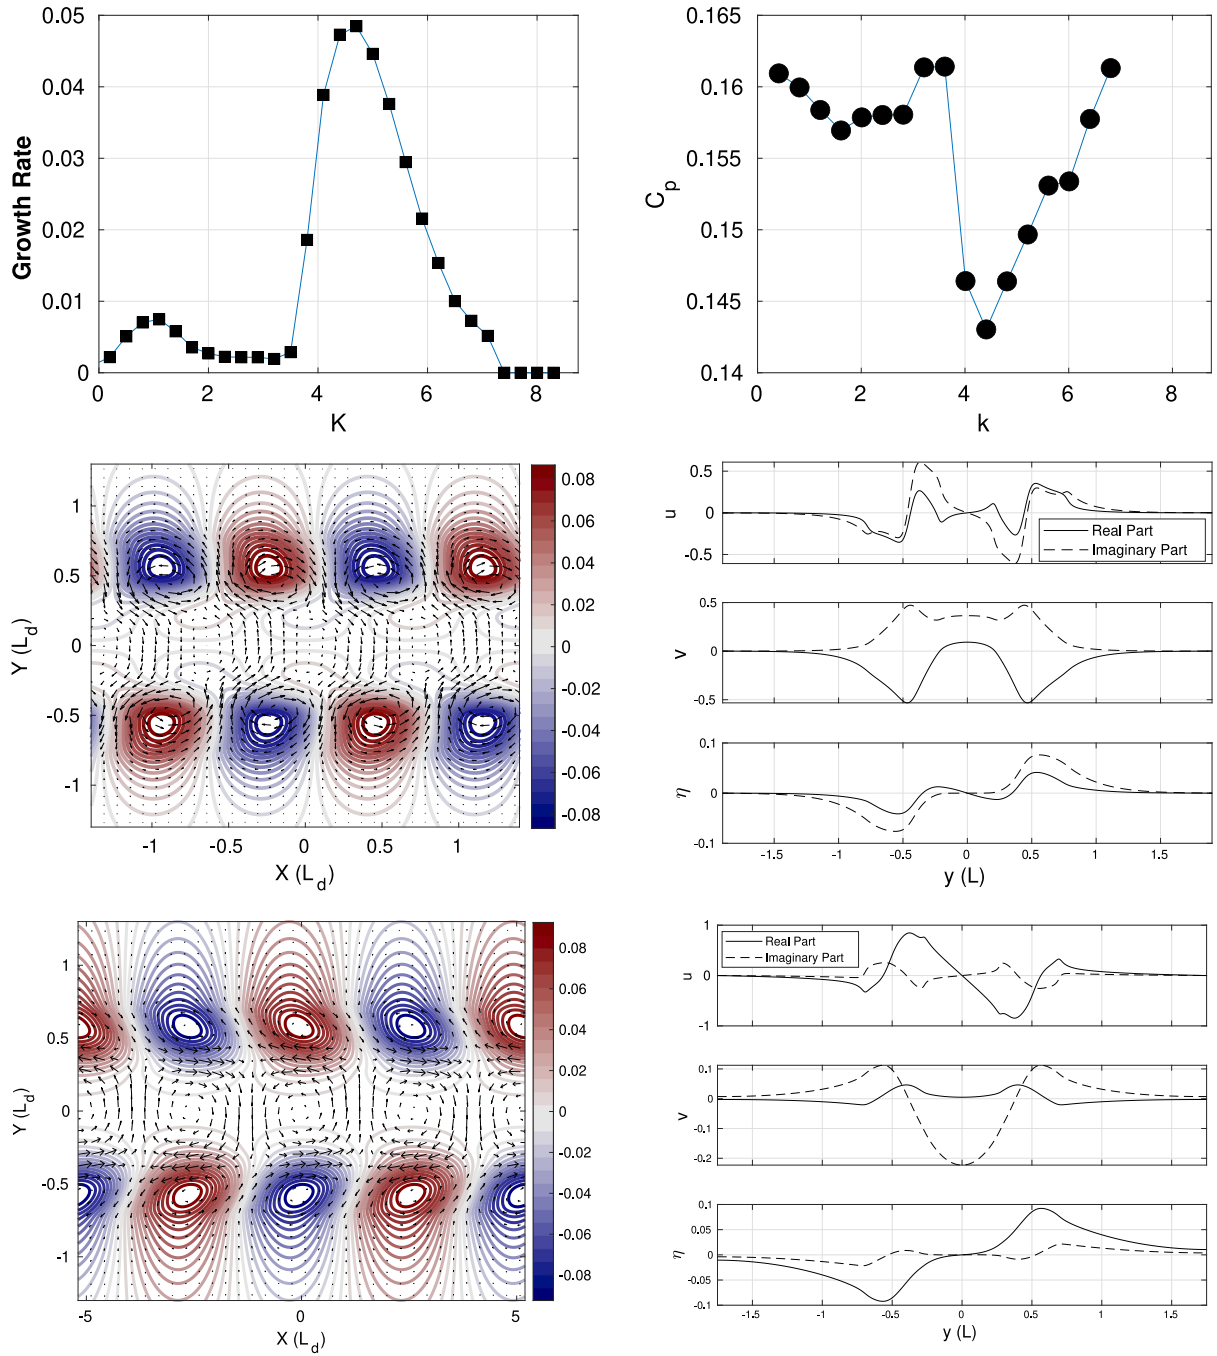 0.05
0.04
0.03
0.02
0.01
0
0 2 4 6 8
Growth Rate
K
0.165
0.16
0.155
0.15
0.145
0.14
0 2 4 6 8
C_p
k
1
0.5
0
-0.5
-1
Y (L_d)
-1 -0.5 0 0.5 1
X (L_d)
0.08
0.06
0.04
0.02
0
-0.02
-0.04
-0.06
-0.08
0.5
0
-0.5
u
Real Part
Imaginary Part
0.5
0
-0.5
v
0.1
0
-0.1
η
-1.5 -1 -0.5 0 0.5 1 1.5
y (L)
1
0.5
0
-0.5
-1
Y (L_d)
-5 0 5
X (L_d)
0.08
0.06
0.04
0.02
0
-0.02
-0.04
-0.06
-0.08
1
0
-1
u
Real Part
Imaginary Part
0.1
0
-0.1
-0.2
v
0.1
0.05
0
-0.05
-0.1
η
-1.5 -1 -0.5 0 0.5 1 1.5
y (L)